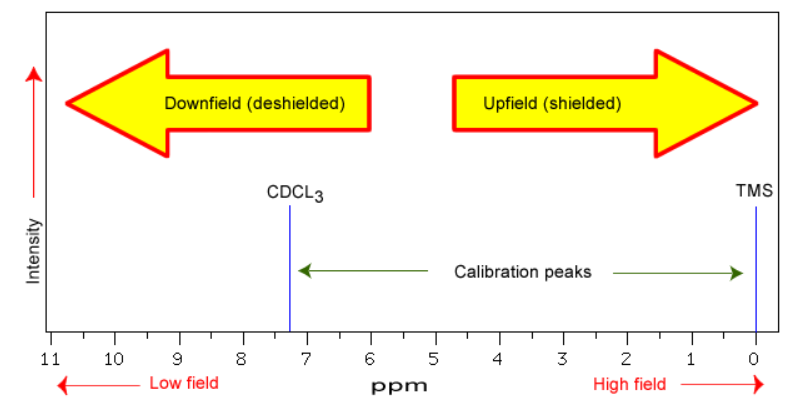 Downfield (deshielded)
Upfield (shielded)
CDCL3
TMS
Intensity
Calibration peaks
11 10 9 8 7 6 5 4 3 2 1 0
Low field
ppm
High field